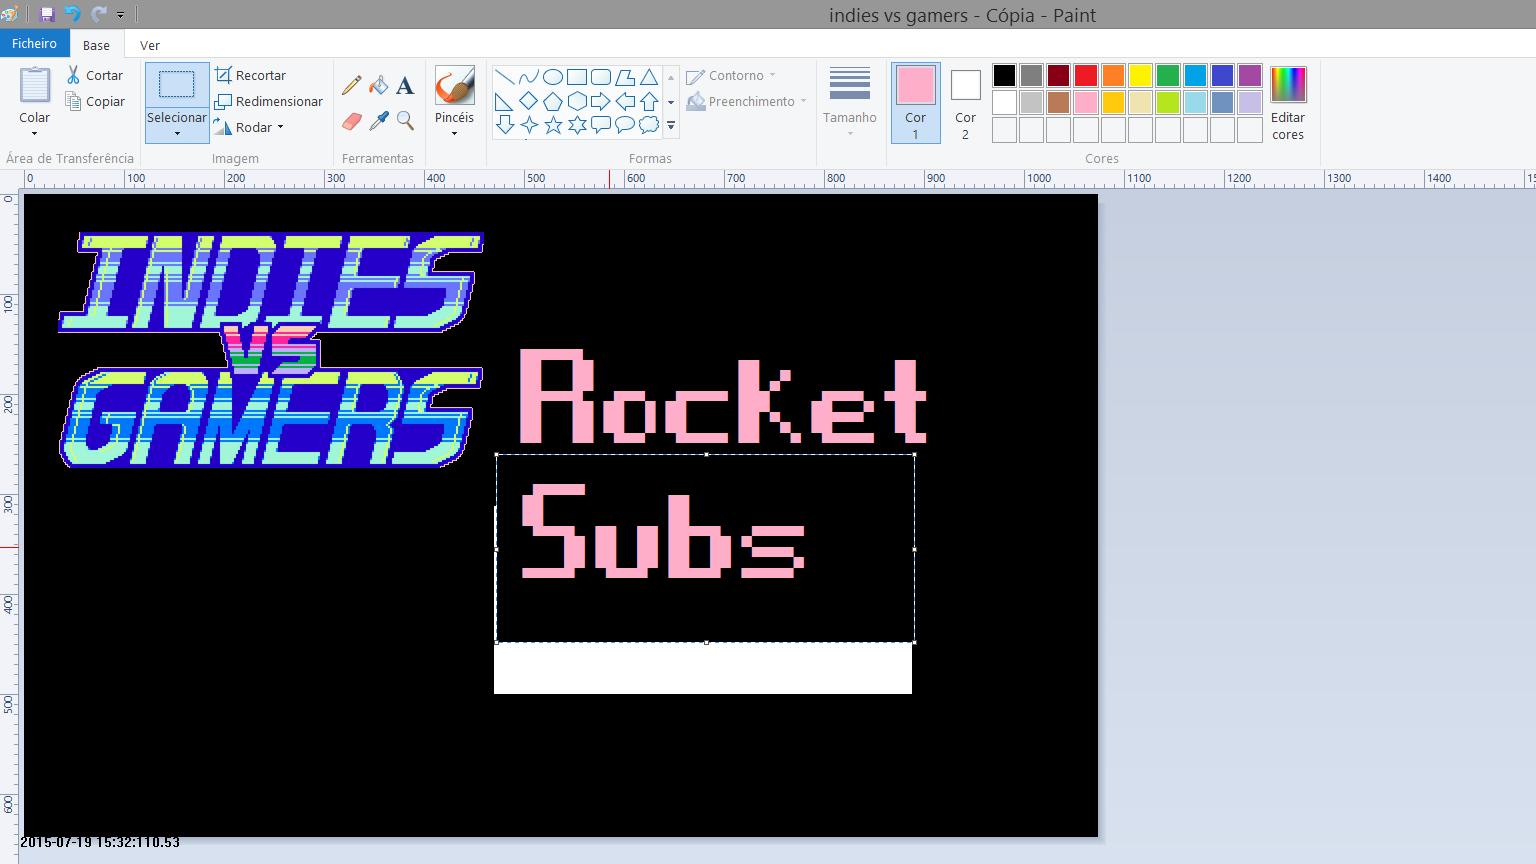 indies vs gamers - Cópia - Paint
Ficheiro Base Ver
Colar
Cortar
Copiar
Área de Transferência
Selecionar
Recortar
Redimensionar
Rodar
Imagem
A
Ferramentas
Pincéis
Contorno
Preenchimento
Formas
Tamanho
Cor 1
Cor 2
Editar cores
Cores
0 100 200 300 400 500 600 700 800 900 1000 1100 1200 1300 1400
0
100
200
300
400
500
600
INDIES
VS
GAMERS
Rocket
Subs
2015-07-19 15:32:110.53